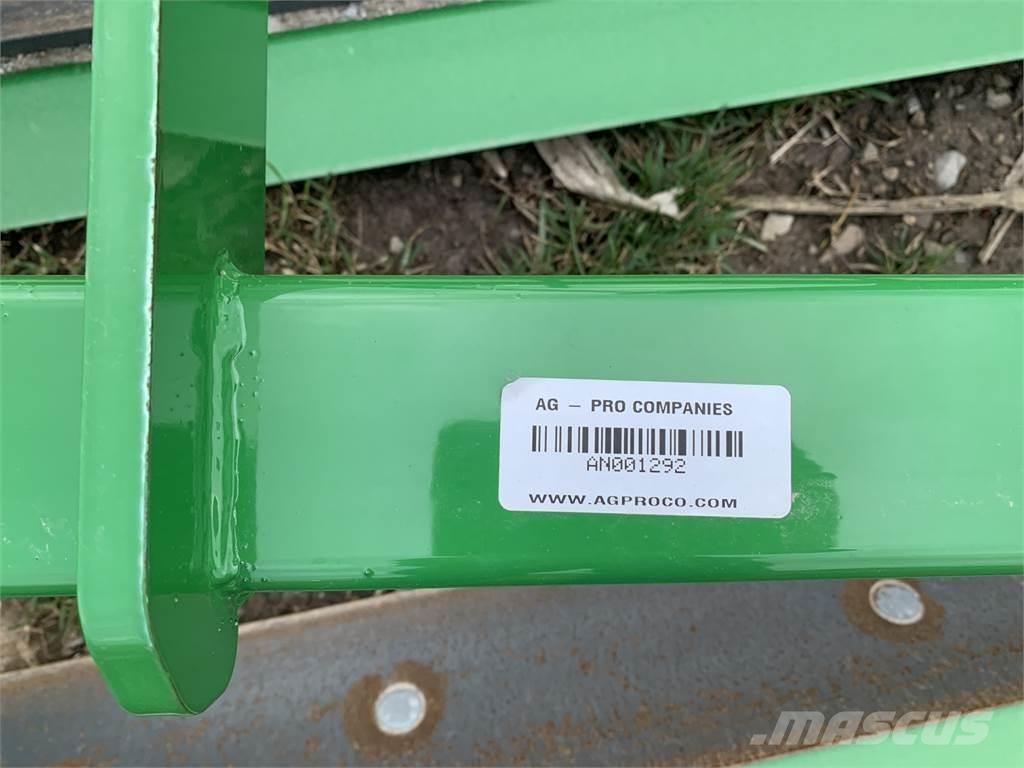 AG – PRO COMPANIES
AN001292
WWW.AGPROCO.COM
MASCUS